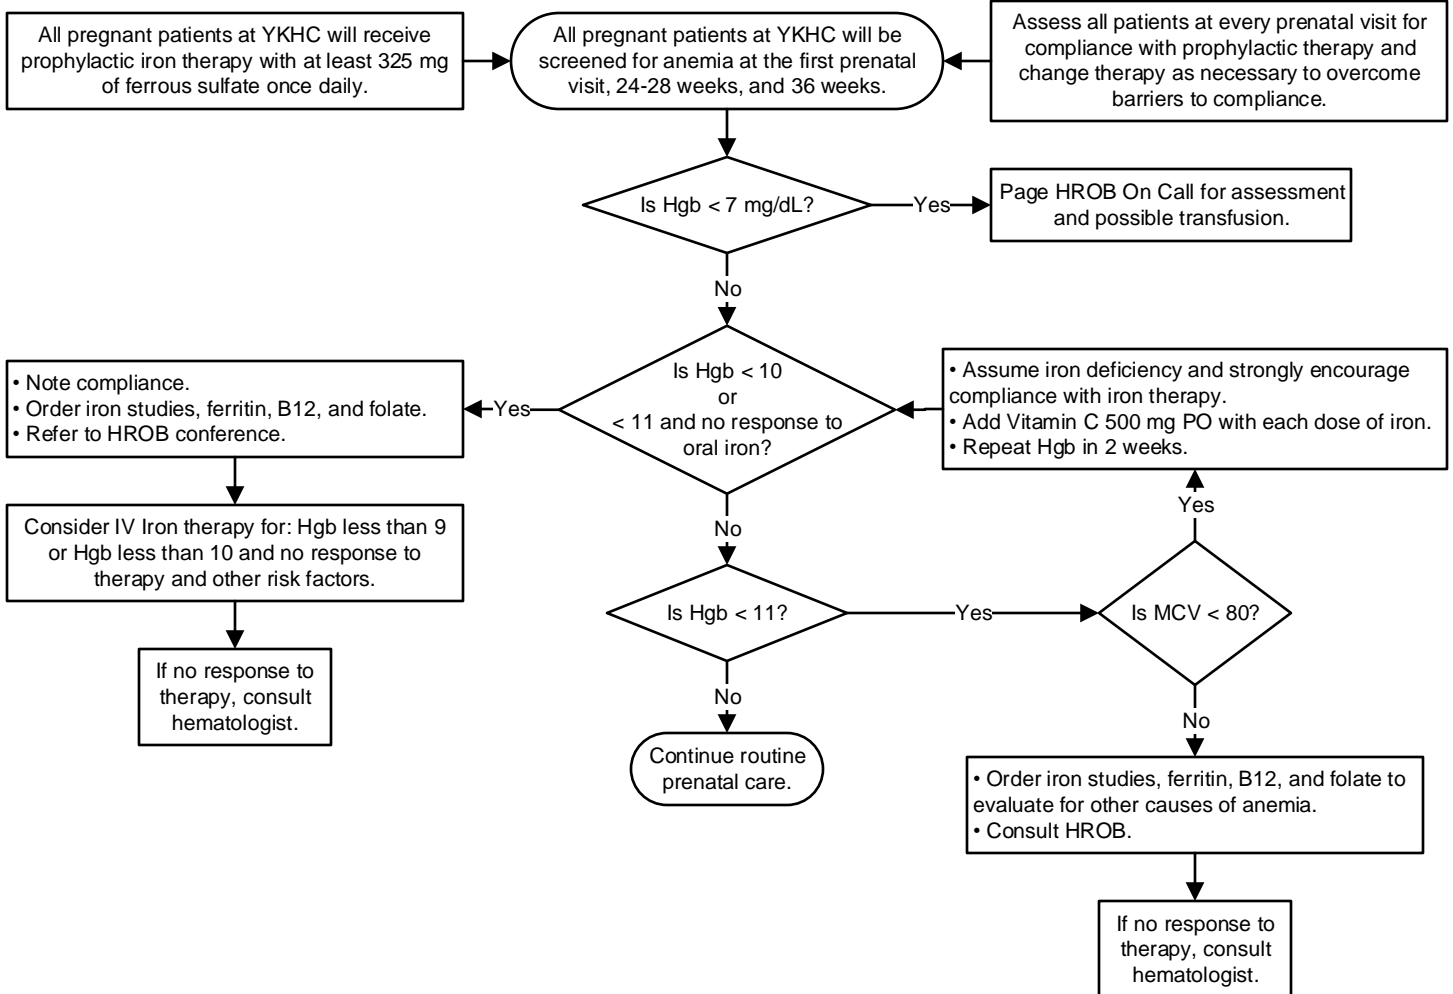 All pregnant patients at YKHC will receive
prophylactic iron therapy with at least 325 mg
of ferrous sulfate once daily.
All pregnant patients at YKHC will be
screened for anemia at the first prenatal
visit, 24-28 weeks, and 36 weeks.
Assess all patients at every prenatal visit for
compliance with prophylactic therapy and
change therapy as necessary to overcome
barriers to compliance.
Is Hgb < 7 mg/dL?
Yes
Page HROB On Call for assessment
and possible transfusion.
No
Is Hgb < 10
or
< 11 and no response to
oral iron?
Yes
• Note compliance.
• Order iron studies, ferritin, B12, and folate.
• Refer to HROB conference.
Consider IV Iron therapy for: Hgb less than 9
or Hgb less than 10 and no response to
therapy and other risk factors.
If no response to
therapy, consult
hematologist.
• Assume iron deficiency and strongly encourage
compliance with iron therapy.
• Add Vitamin C 500 mg PO with each dose of iron.
• Repeat Hgb in 2 weeks.
Yes
No
Is Hgb < 11?
Yes
Is MCV < 80?
No
Continue routine
prenatal care.
No
• Order iron studies, ferritin, B12, and folate to
evaluate for other causes of anemia.
• Consult HROB.
If no response to
therapy, consult
hematologist.